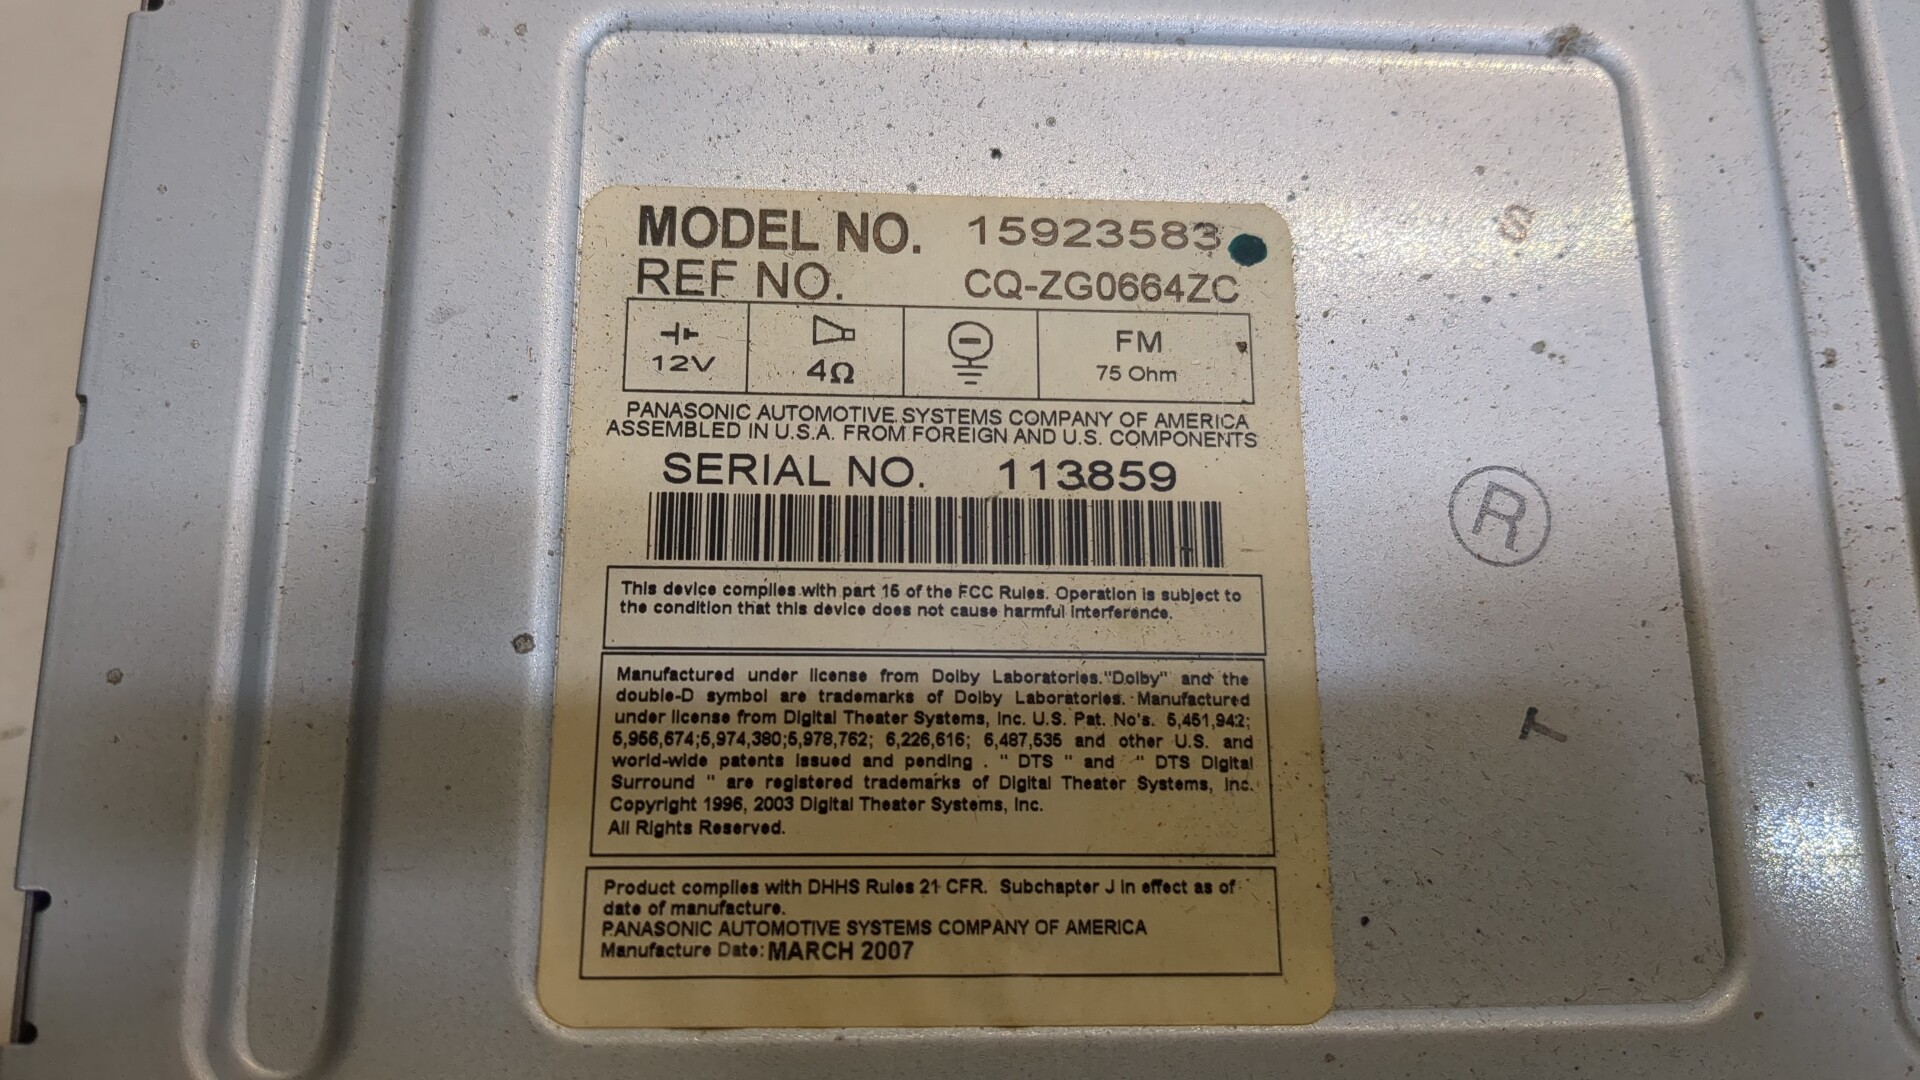 MODEL NO. 15923583
REF NO. CQ-ZG0664ZC
12V
4Ω
FM
75 Ohm
PANASONIC AUTOMOTIVE SYSTEMS COMPANY OF AMERICA
ASSEMBLED IN U.S.A. FROM FOREIGN AND U.S. COMPONENTS
SERIAL NO. 113859
This device complies with part 15 of the FCC Rules. Operation is subject to
the condition that this device does not cause harmful interference.
Manufactured under license from Dolby Laboratories."Dolby" and the
double-D symbol are trademarks of Dolby Laboratories. Manufactured
under license from Digital Theater Systems, Inc. U.S. Pat. No's. 5,451,942;
5,956,674;5,974,380;5,978,762; 6,226,616; 6,487,535 and other U.S. and
world-wide patents issued and pending . " DTS " and " DTS Digital
Surround " are registered trademarks of Digital Theater Systems, Inc.
Copyright 1996, 2003 Digital Theater Systems, Inc.
All Rights Reserved.
Product complies with DHHS Rules 21 CFR. Subchapter J in effect as of
date of manufacture.
PANASONIC AUTOMOTIVE SYSTEMS COMPANY OF AMERICA
Manufacture Date: MARCH 2007
S
R
T